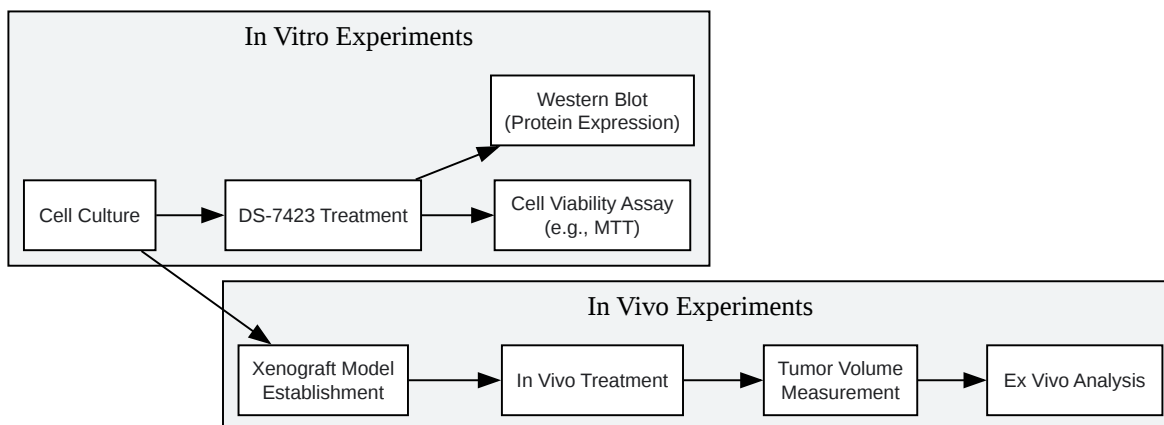 In Vitro Experiments
Western Blot
(Protein Expression)
Cell Culture
DS-7423 Treatment
Cell Viability Assay
(e.g., MTT)
In Vivo Experiments
Xenograft Model
Establishment
In Vivo Treatment
Tumor Volume
Measurement
Ex Vivo Analysis